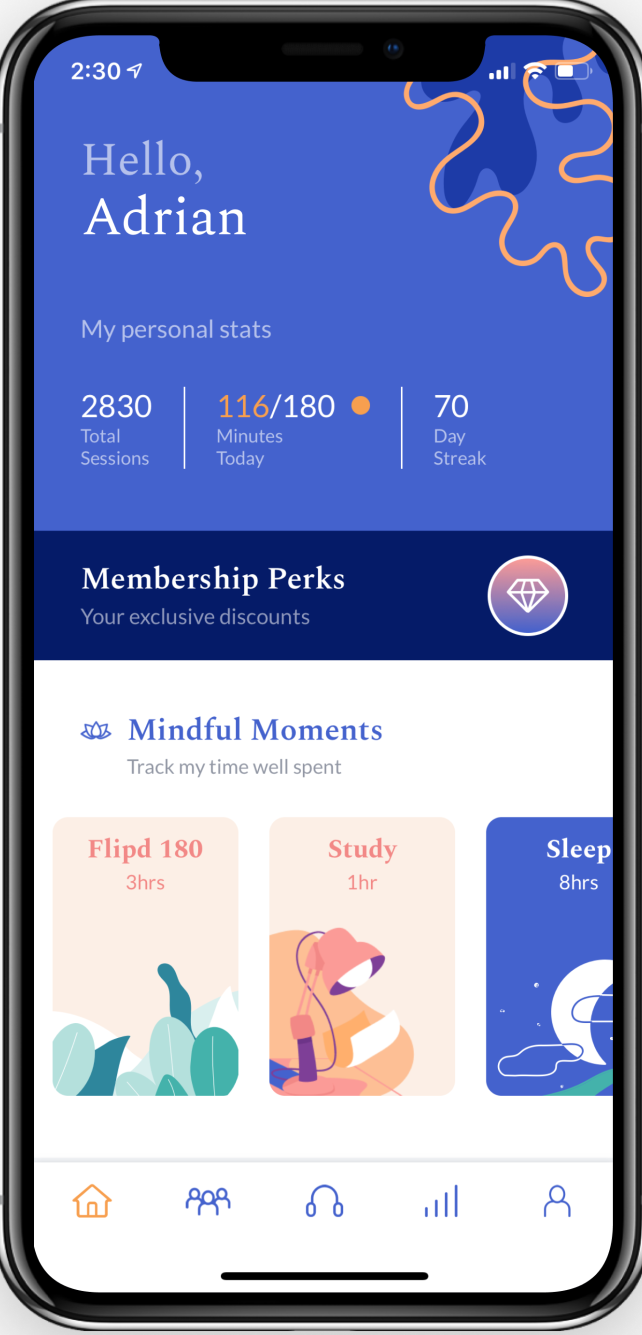 2:30
Hello,
Adrian
My personal stats
2830
Total
Sessions
116/180
Minutes
Today
70
Day
Streak
Membership Perks
Your exclusive discounts
Mindful Moments
Track my time well spent
Flipd 180
3hrs
Study
1hr
Sleep
8hrs